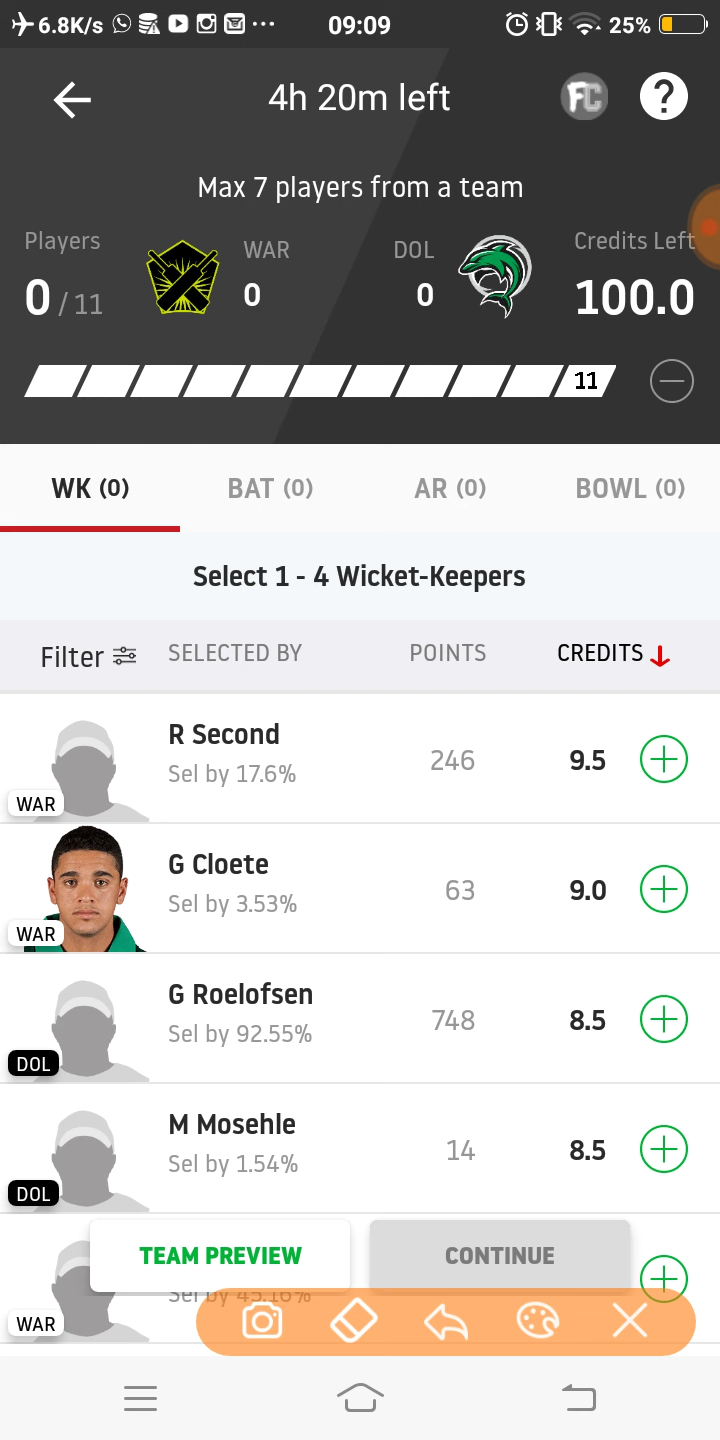 6.8K/s 09:09 25%
4h 20m left FC ?
Max 7 players from a team
Players WAR DOL Credits Left
0 / 11 0 0 100.0
11
WK (0) BAT (0) AR (0) BOWL (0)
Select 1 - 4 Wicket-Keepers
Filter SELECTED BY POINTS CREDITS
R Second
Sel by 17.6% 246 9.5
WAR
G Cloete
Sel by 3.53% 63 9.0
WAR
G Roelofsen
Sel by 92.55% 748 8.5
DOL
M Mosehle
Sel by 1.54% 14 8.5
DOL
TEAM PREVIEW CONTINUE
Sel by 45.16%
WAR